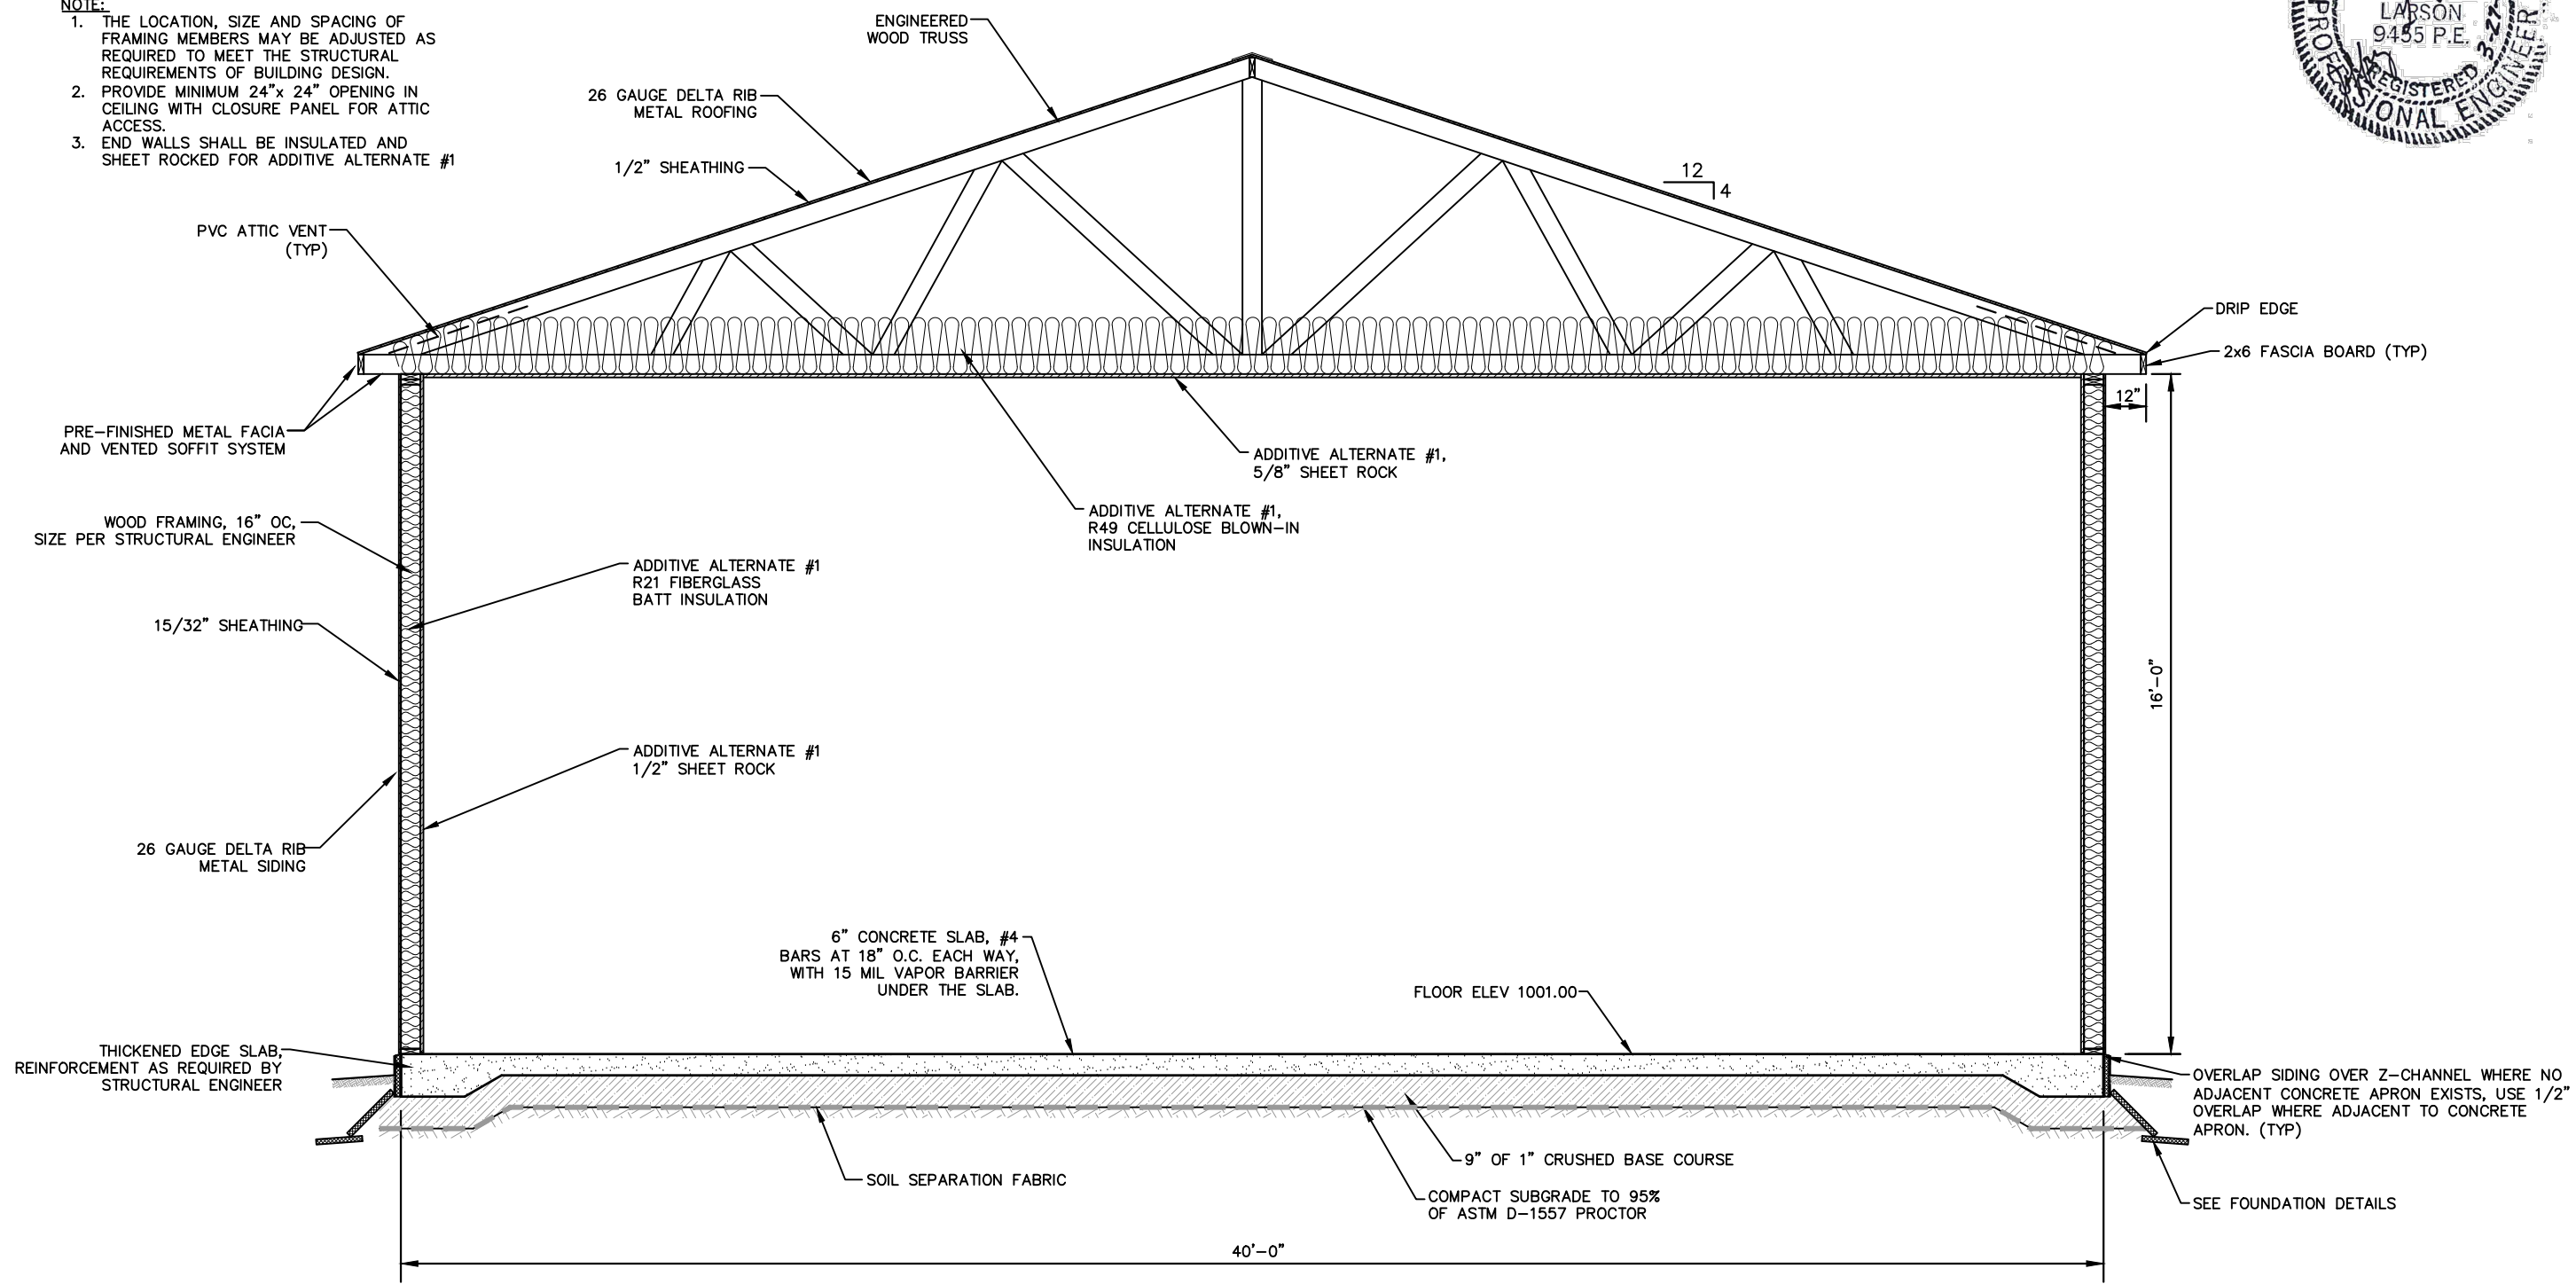 NOTE:
1. THE LOCATION, SIZE AND SPACING OF
FRAMING MEMBERS MAY BE ADJUSTED AS
REQUIRED TO MEET THE STRUCTURAL
REQUIREMENTS OF BUILDING DESIGN.
2. PROVIDE MINIMUM 24"x 24" OPENING IN
CEILING WITH CLOSURE PANEL FOR ATTIC
ACCESS.
3. END WALLS SHALL BE INSULATED AND
SHEET ROCKED FOR ADDITIVE ALTERNATE #1
ENGINEERED
WOOD TRUSS
26 GAUGE DELTA RIB
METAL ROOFING
1/2" SHEATHING
PVC ATTIC VENT
(TYP)
12
4
LARSON
9455 P.E.
REGISTERED
PROFESSIONAL ENGINEER
DRIP EDGE
2x6 FASCIA BOARD (TYP)
12"
PRE-FINISHED METAL FACIA
AND VENTED SOFFIT SYSTEM
ADDITIVE ALTERNATE #1,
5/8" SHEET ROCK
ADDITIVE ALTERNATE #1,
R49 CELLULOSE BLOWN-IN
INSULATION
WOOD FRAMING, 16" OC,
SIZE PER STRUCTURAL ENGINEER
ADDITIVE ALTERNATE #1
R21 FIBERGLASS
BATT INSULATION
15/32" SHEATHING
16'-0"
ADDITIVE ALTERNATE #1
1/2" SHEET ROCK
26 GAUGE DELTA RIB
METAL SIDING
6" CONCRETE SLAB, #4
BARS AT 18" O.C. EACH WAY,
WITH 15 MIL VAPOR BARRIER
UNDER THE SLAB.
FLOOR ELEV 1001.00
THICKENED EDGE SLAB,
REINFORCEMENT AS REQUIRED BY
STRUCTURAL ENGINEER
OVERLAP SIDING OVER Z-CHANNEL WHERE NO
ADJACENT CONCRETE APRON EXISTS, USE 1/2"
OVERLAP WHERE ADJACENT TO CONCRETE
APRON. (TYP)
9" OF 1" CRUSHED BASE COURSE
SOIL SEPARATION FABRIC
COMPACT SUBGRADE TO 95%
OF ASTM D-1557 PROCTOR
SEE FOUNDATION DETAILS
40'-0"